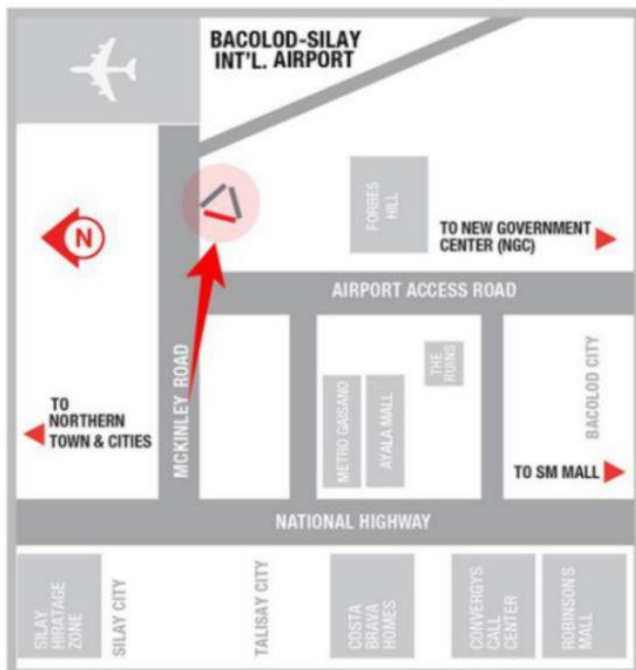 BACOLOD-SILAY
INT'L. AIRPORT
FORBES
HILL
N
TO NEW GOVERNMENT
CENTER (NGC)
AIRPORT ACCESS ROAD
MCKINLEY ROAD
TO
NORTHERN
TOWN & CITIES
METRO GAISANO
AYALA MALL
THE
RUINS
BACOLOD CITY
TO SM MALL
NATIONAL HIGHWAY
SILAY
HIRATAGE
ZONE
SILAY CITY
TALISAY CITY
COSTA
BRAVA
HOMES
CONVERGYS
CALL
CENTER
ROBINSONS
MALL